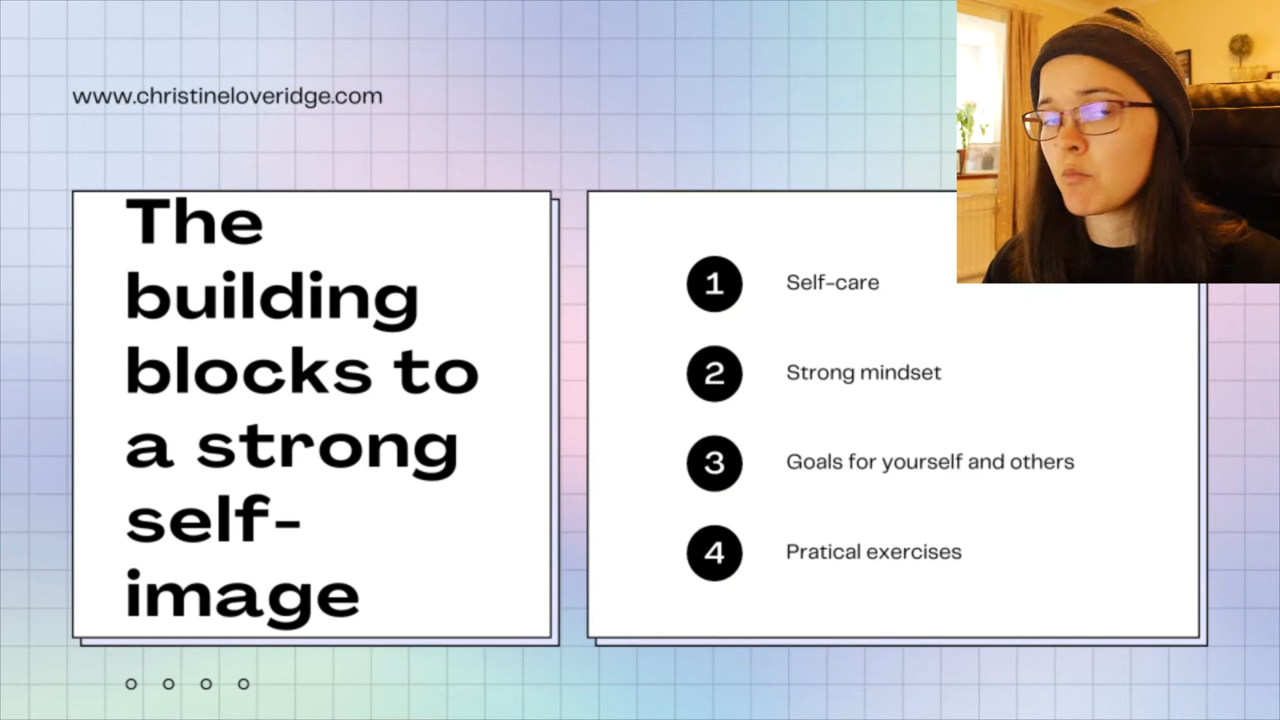 www.christineloveridge.com
The
building
blocks to
a strong
self-
image
1 Self-care
2 Strong mindset
3 Goals for yourself and others
4 Pratical exercises